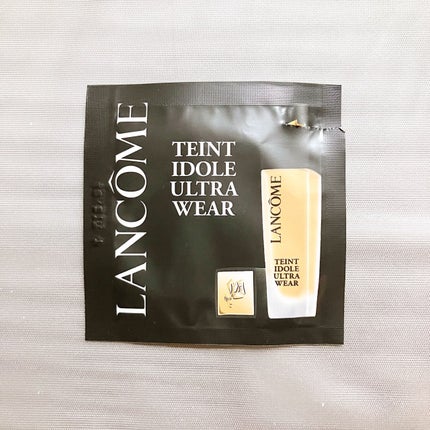 LANCÔME
TEINT
IDOLE
ULTRA
WEAR
LANCÔME
TEINT
IDOLE
ULTRA
WEAR